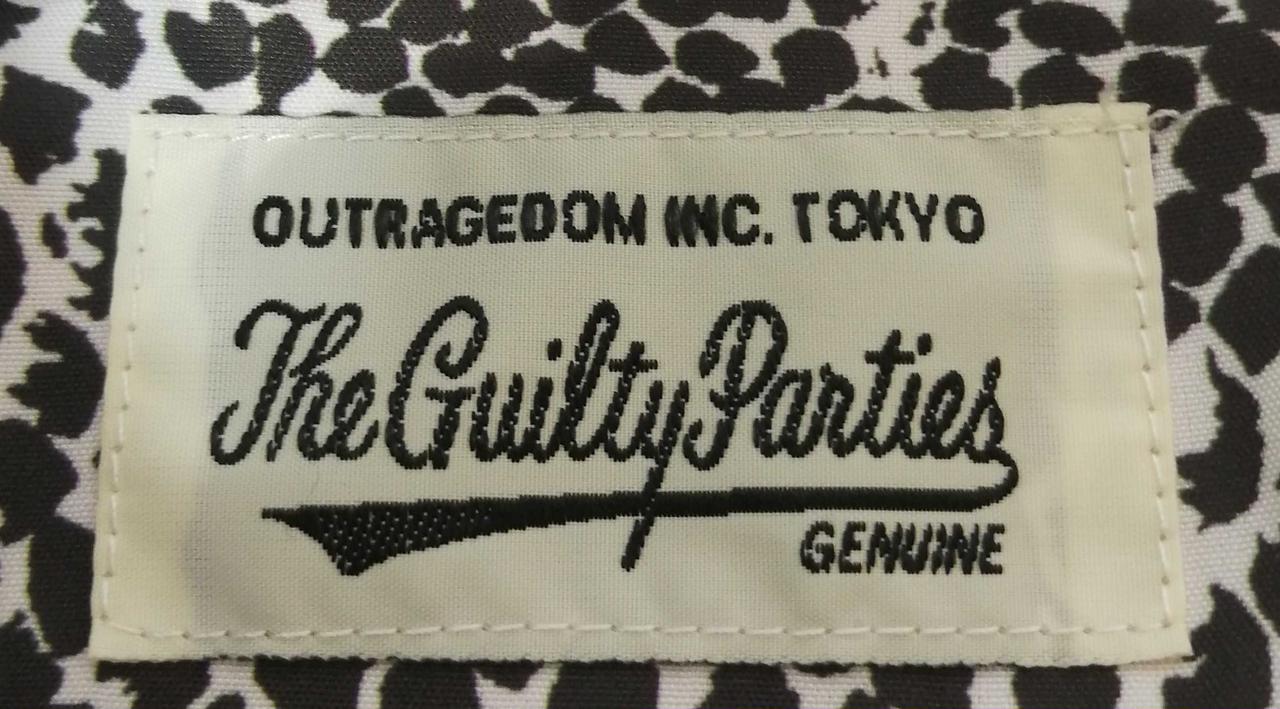 OUTRAGEDOM INC. TOKYO
The Guilty Parties
GENUINE